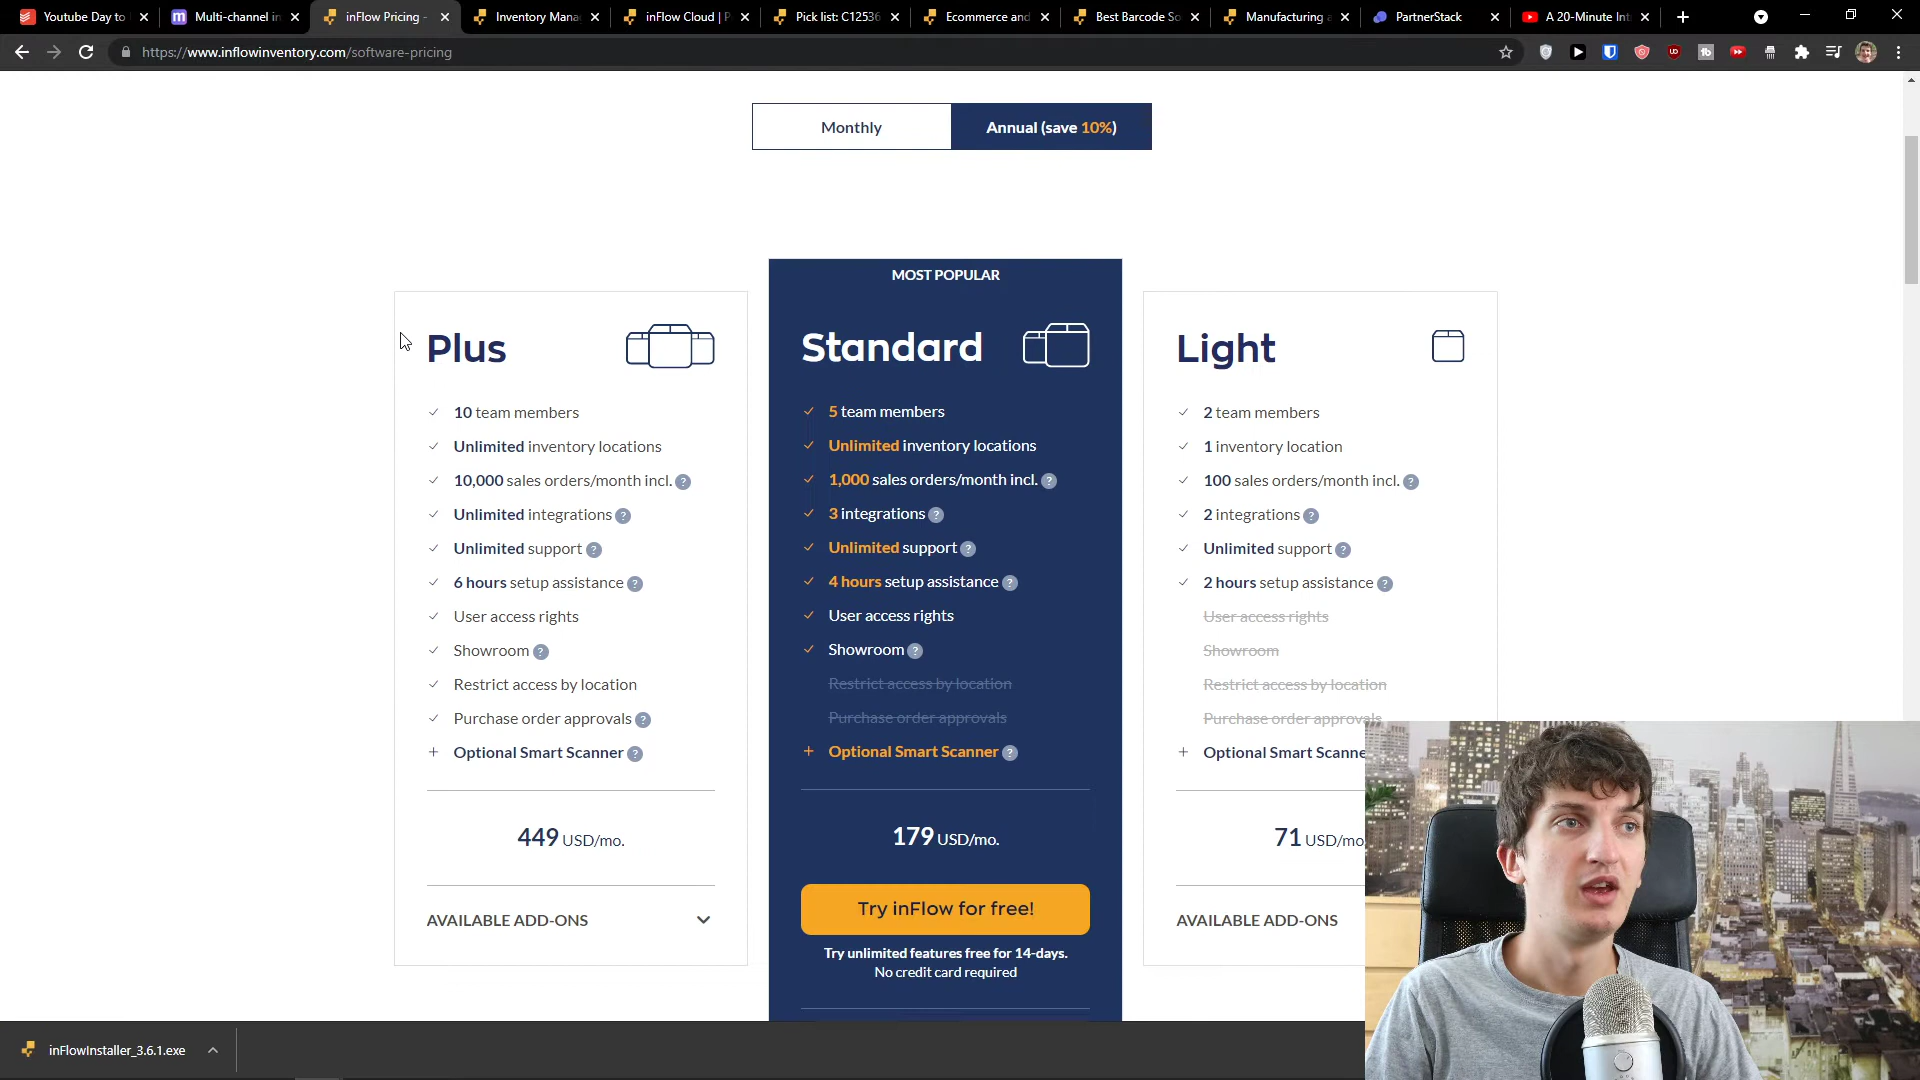 Youtube Day to
Multi-channel in
inFlow Pricing -
Inventory Mana
inFlow Cloud | P
Pick list: C12536
Ecommerce and
Best Barcode So
Manufacturing a
PartnerStack
A 20-Minute Int
https://www.inflowinventory.com/software-pricing
Monthly
Annual (save 10%)
Plus
10 team members
Unlimited inventory locations
10,000 sales orders/month incl. ?
Unlimited integrations ?
Unlimited support ?
6 hours setup assistance ?
User access rights
Showroom ?
Restrict access by location
Purchase order approvals ?
+ Optional Smart Scanner ?
449 USD/mo.
AVAILABLE ADD-ONS
MOST POPULAR
Standard
5 team members
Unlimited inventory locations
1,000 sales orders/month incl. ?
3 integrations ?
Unlimited support ?
4 hours setup assistance ?
User access rights
Showroom ?
Restrict access by location
Purchase order approvals
+ Optional Smart Scanner ?
179 USD/mo.
Try inFlow for free!
Try unlimited features free for 14-days.
No credit card required
Light
2 team members
1 inventory location
100 sales orders/month incl. ?
2 integrations ?
Unlimited support ?
2 hours setup assistance ?
User access rights
Showroom
Restrict access by location
Purchase order approvals
+ Optional Smart Scanne
71 USD/mo
AVAILABLE ADD-ONS
inFlowInstaller_3.6.1.exe